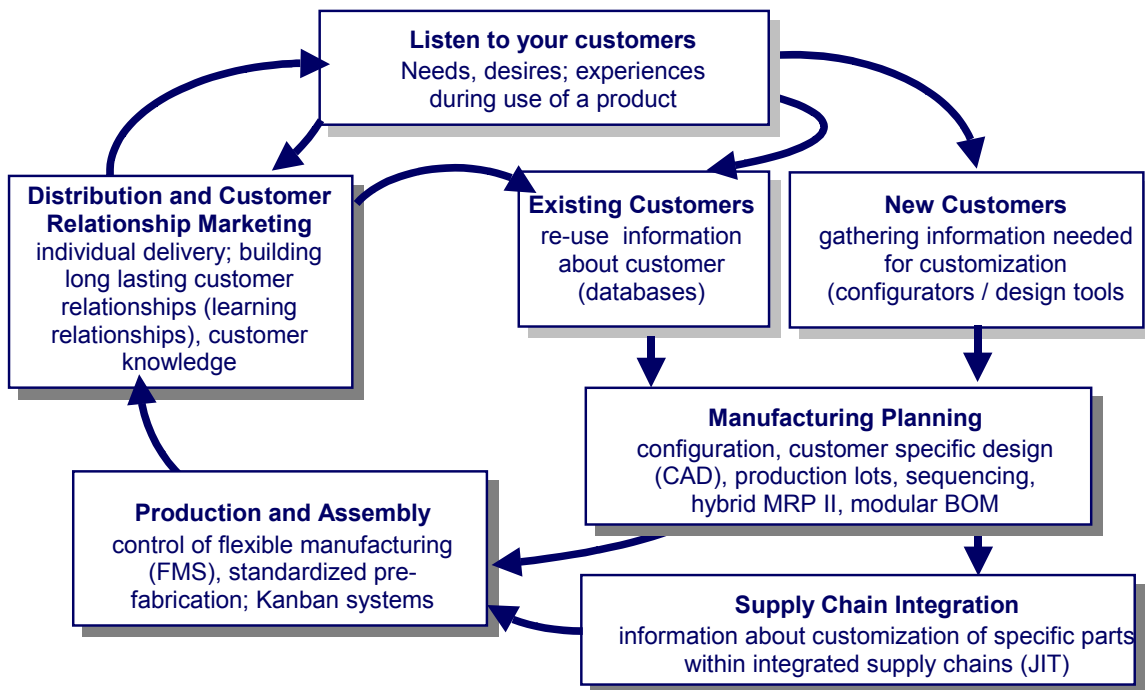 Listen to your customers
Needs, desires; experiences
during use of a product
Distribution and Customer
Relationship Marketing
individual delivery; building
long lasting customer
relationships (learning
relationships), customer
knowledge
Existing Customers
re-use information
about customer
(databases)
New Customers
gathering information needed
for customization
(configurators / design tools
Manufacturing Planning
configuration, customer specific design
(CAD), production lots, sequencing,
hybrid MRP II, modular BOM
Production and Assembly
control of flexible manufacturing
(FMS), standardized pre-
fabrication; Kanban systems
Supply Chain Integration
information about customization of specific parts
within integrated supply chains (JIT)